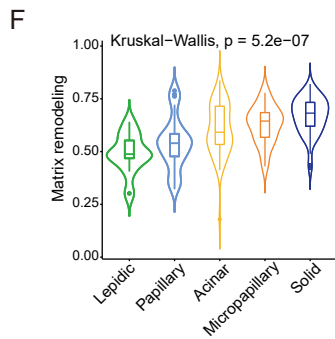 F
Kruskal−Wallis, p = 5.2e−07
Matrix remodeling
1.00
0.75
0.50
0.25
0.00
Lepidic
Papillary
Acinar
Micropapillary
Solid